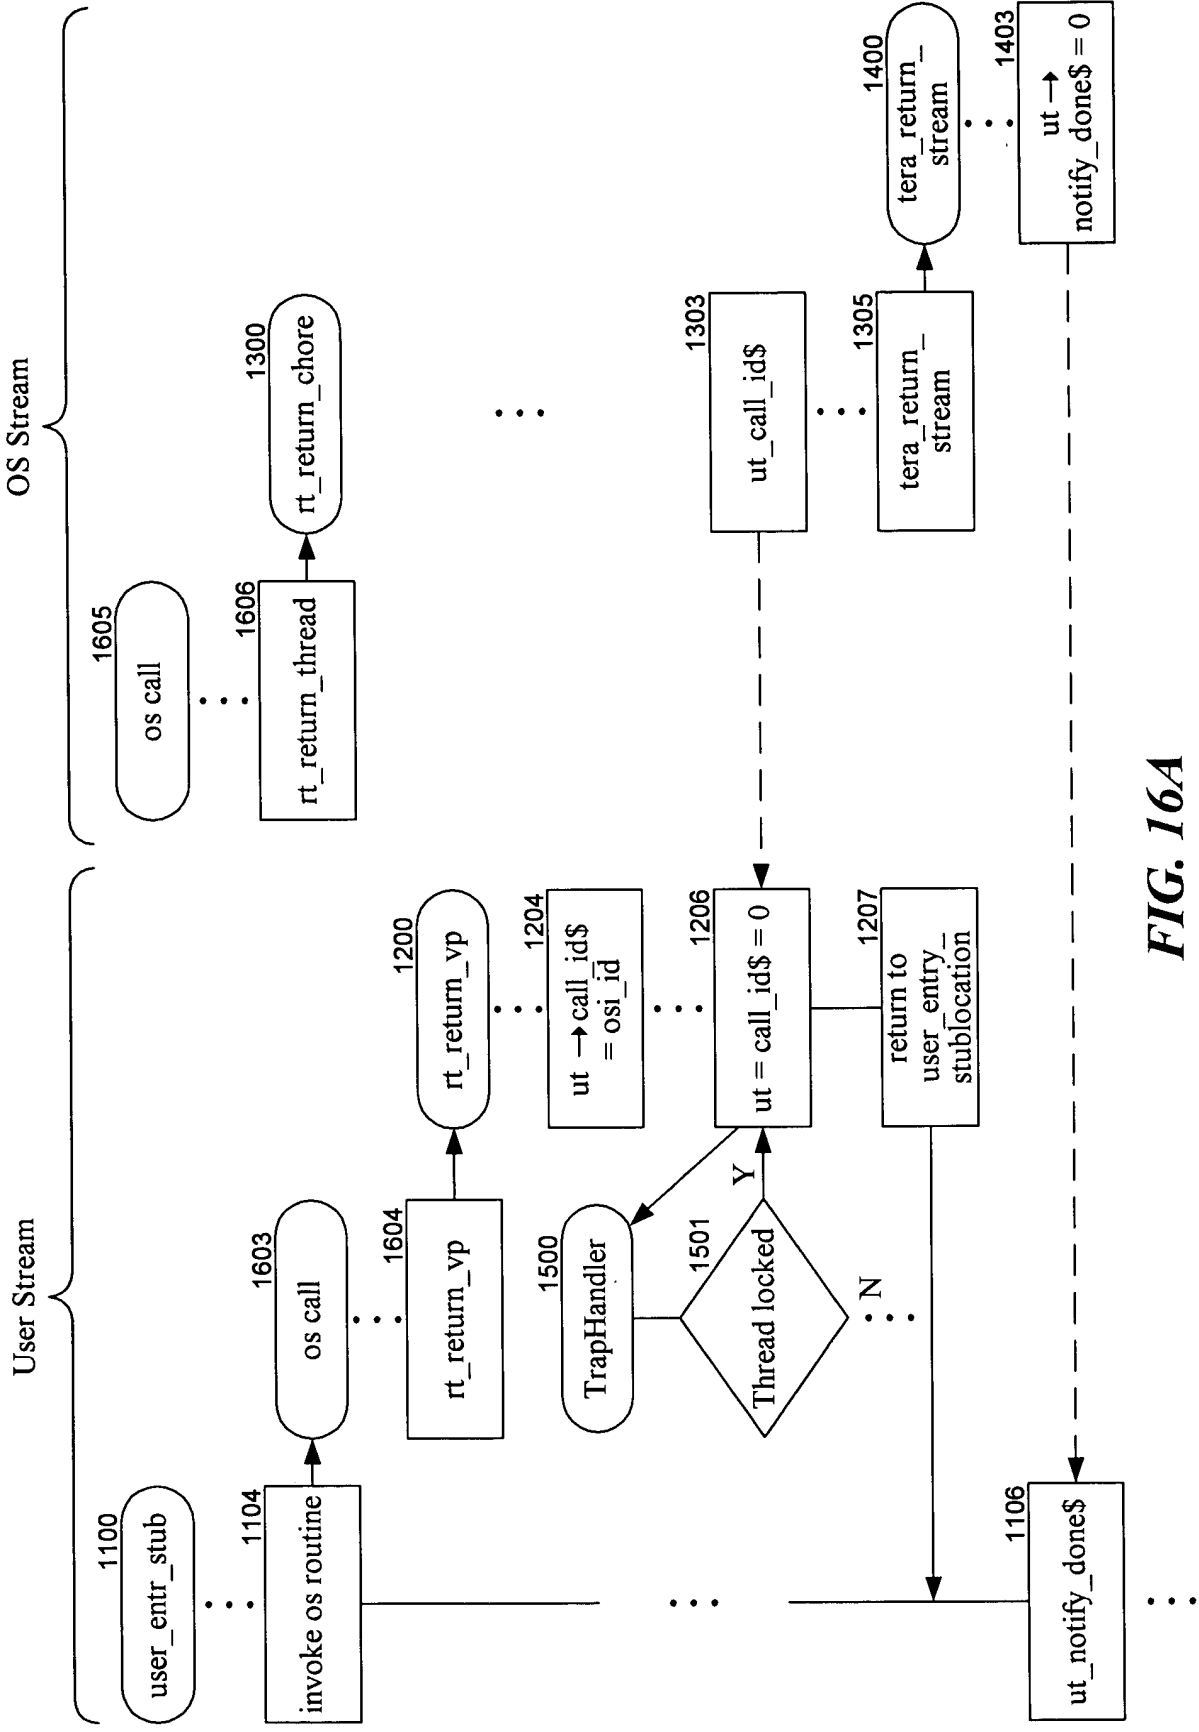 User Stream
OS Stream
1100
user_entr_stub
1104
invoke os routine
1603
os call
1604
rt_return_vp
1200
rt_return_vp
1204
ut →call_id$
= osi_id
1206
ut = call_id$ = 0
1207
return to
user_entry_
stublocation
1500
TrapHandler
1501
Thread locked
Y
N
1106
ut_notify_done$
1605
os call
1606
rt_return_thread
1300
rt_return_chore
1303
ut_call_id$
1305
tera_return_
stream
1400
tera_return_
stream
1403
ut →
notify_done$ = 0
FIG. 16A